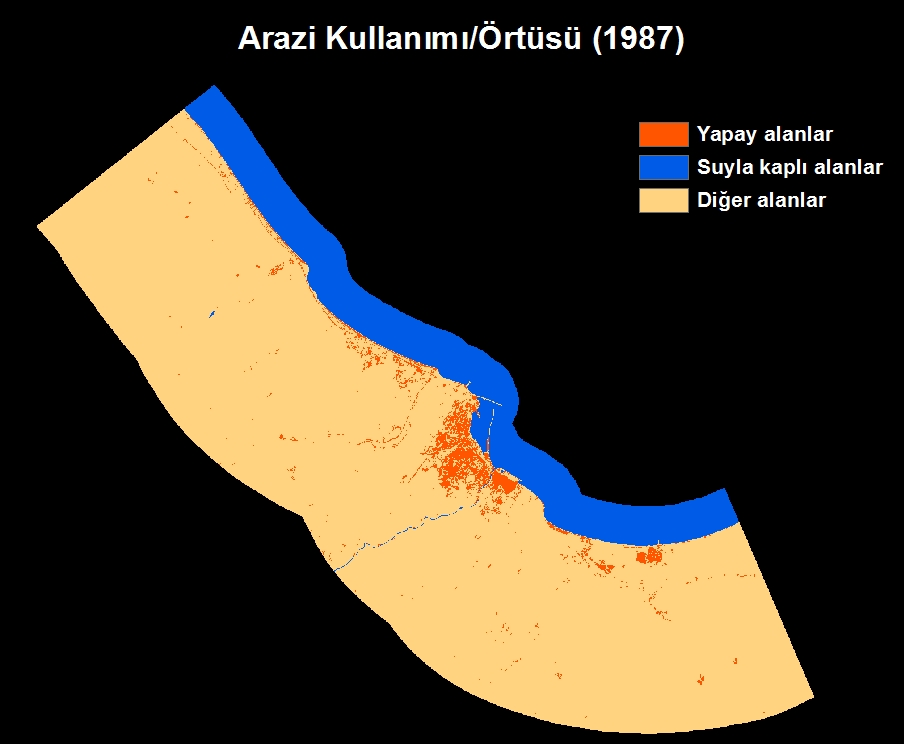 Arazi Kullanımı/Örtüsü (1987)
Yapay alanlar
Suyla kaplı alanlar
Diğer alanlar